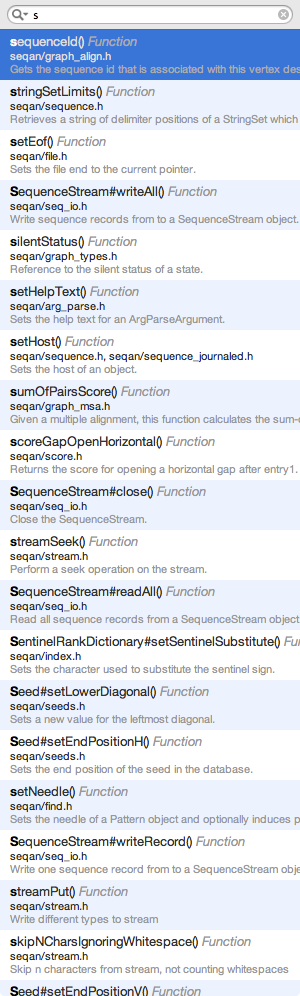 s
sequenceId() Function
seqan/graph_align.h
Gets the sequence id that is associated with this vertex des
stringSetLimits() Function
seqan/sequence.h
Retrieves a string of delimiter positions of a StringSet which
setEof() Function
seqan/file.h
Sets the file end to the current pointer.
SequenceStream#writeAll() Function
seqan/seq_io.h
Write sequence records from to a SequenceStream object.
silentStatus() Function
seqan/graph_types.h
Reference to the silent status of a state.
setHelpText() Function
seqan/arg_parse.h
Sets the help text for an ArgParseArgument.
setHost() Function
seqan/sequence.h, seqan/sequence_journaled.h
Sets the host of an object.
sumOfPairsScore() Function
seqan/graph_msa.h
Given a multiple alignment, this function calculates the sum-o
scoreGapOpenHorizontal() Function
seqan/score.h
Returns the score for opening a horizontal gap after entry1.
SequenceStream#close() Function
seqan/seq_io.h
Close the SequenceStream.
streamSeek() Function
seqan/stream.h
Perform a seek operation on the stream.
SequenceStream#readAll() Function
seqan/seq_io.h
Read all sequence records from a SequenceStream object
SentinelRankDictionary#setSentinelSubstitute() Fun
seqan/index.h
Sets the character used to substitute the sentinel sign.
Seed#setLowerDiagonal() Function
seqan/seeds.h
Sets a new value for the leftmost diagonal.
Seed#setEndPositionH() Function
seqan/seeds.h
Sets the end position of the seed in the database.
setNeedle() Function
seqan/find.h
Sets the needle of a Pattern object and optionally induces p
SequenceStream#writeRecord() Function
seqan/seq_io.h
Write one sequence record from to a SequenceStream obje
streamPut() Function
seqan/stream.h
Write different types to stream
skipNCharsIgnoringWhitespace() Function
seqan/stream.h
Skip n characters from stream, not counting whitespaces
Seed#setEndPositionV() Function